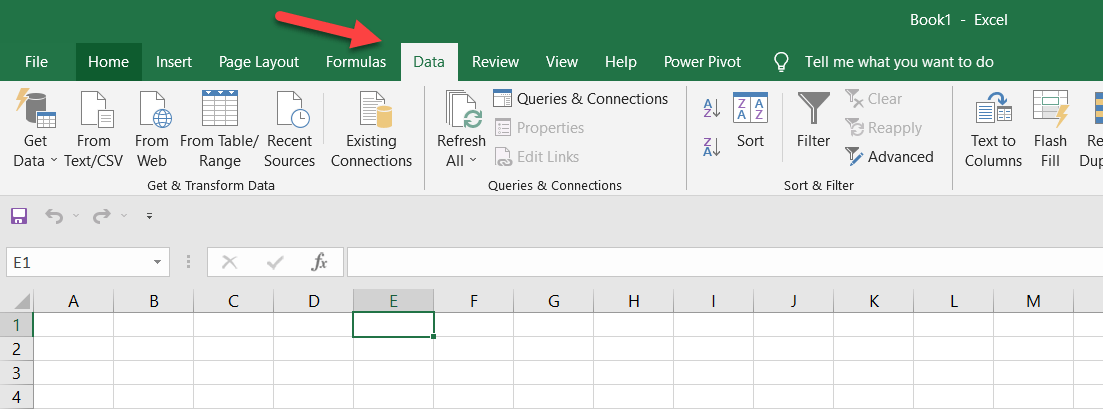 Book1 - Excel
File Home Insert Page Layout Formulas Data Review View Help Power Pivot Tell me what you want to do
Get Data
From Text/CSV
From Web
From Table/ Range
Recent Sources
Existing Connections
Get & Transform Data
Refresh All
Queries & Connections
Properties
Edit Links
Queries & Connections
A Z
Z A
Z A A Z
Sort
Filter
Clear
Reapply
Advanced
Sort & Filter
Text to Columns
Flash Fill
E1
fx
A B C D E F G H I J K L M
1
2
3
4